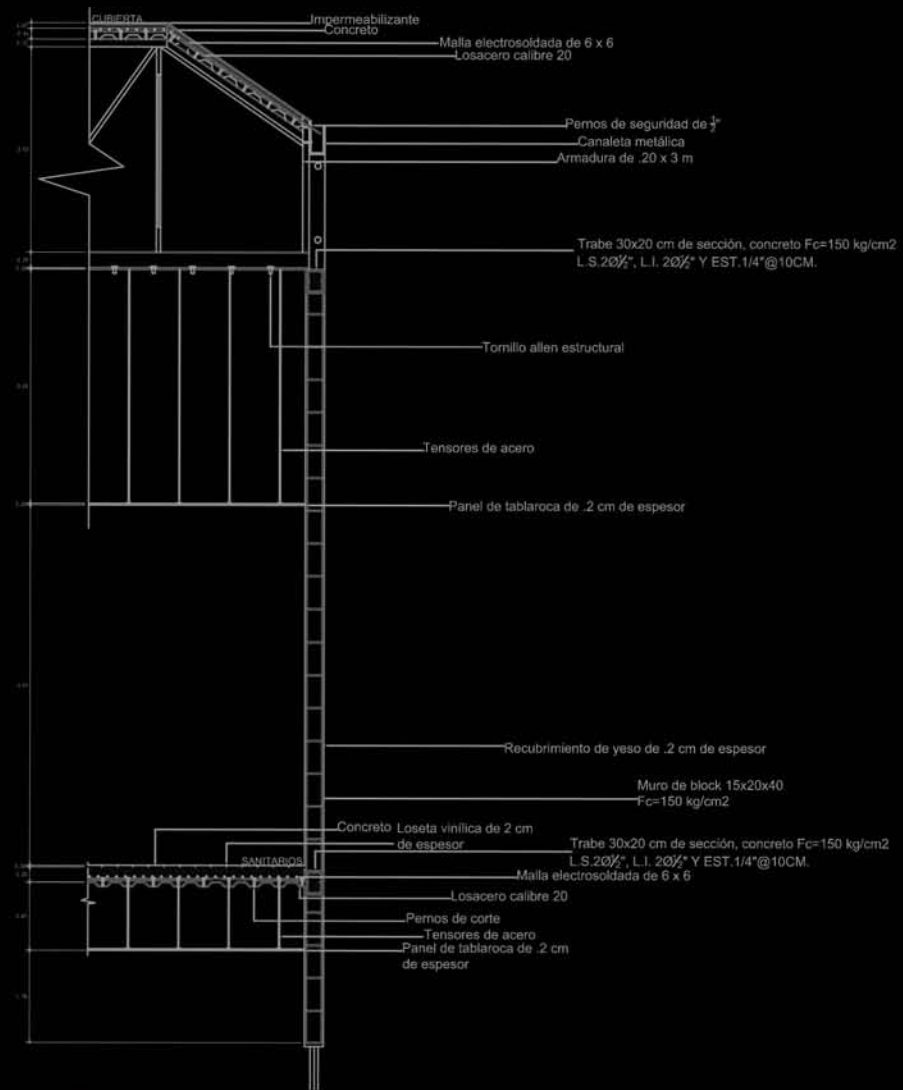 CUBIERTA
Impermeabilizante
Concreto
Malla electrosoldada de 6 x 6
Losacero calibre 20
Pernos de seguridad de ½"
Canaleta metálica
Armadura de .20 x 3 m
Trabe 30x20 cm de sección, concreto Fc=150 kg/cm2
L.S.2Ø½", L.I. 2Ø½" Y EST.1/4"@10CM.
Tornillo allen estructural
Tensores de acero
Panel de tablaroca de .2 cm de espesor
Recubrimiento de yeso de .2 cm de espesor
Muro de block 15x20x40
Fc=150 kg/cm2
Concreto
Loseta vinílica de 2 cm
de espesor
SANITARIOS
Trabe 30x20 cm de sección, concreto Fc=150 kg/cm2
L.S.2Ø½", L.I. 2Ø½" Y EST.1/4"@10CM.
Malla electrosoldada de 6 x 6
Losacero calibre 20
Pernos de corte
Tensores de acero
Panel de tablaroca de .2 cm
de espesor